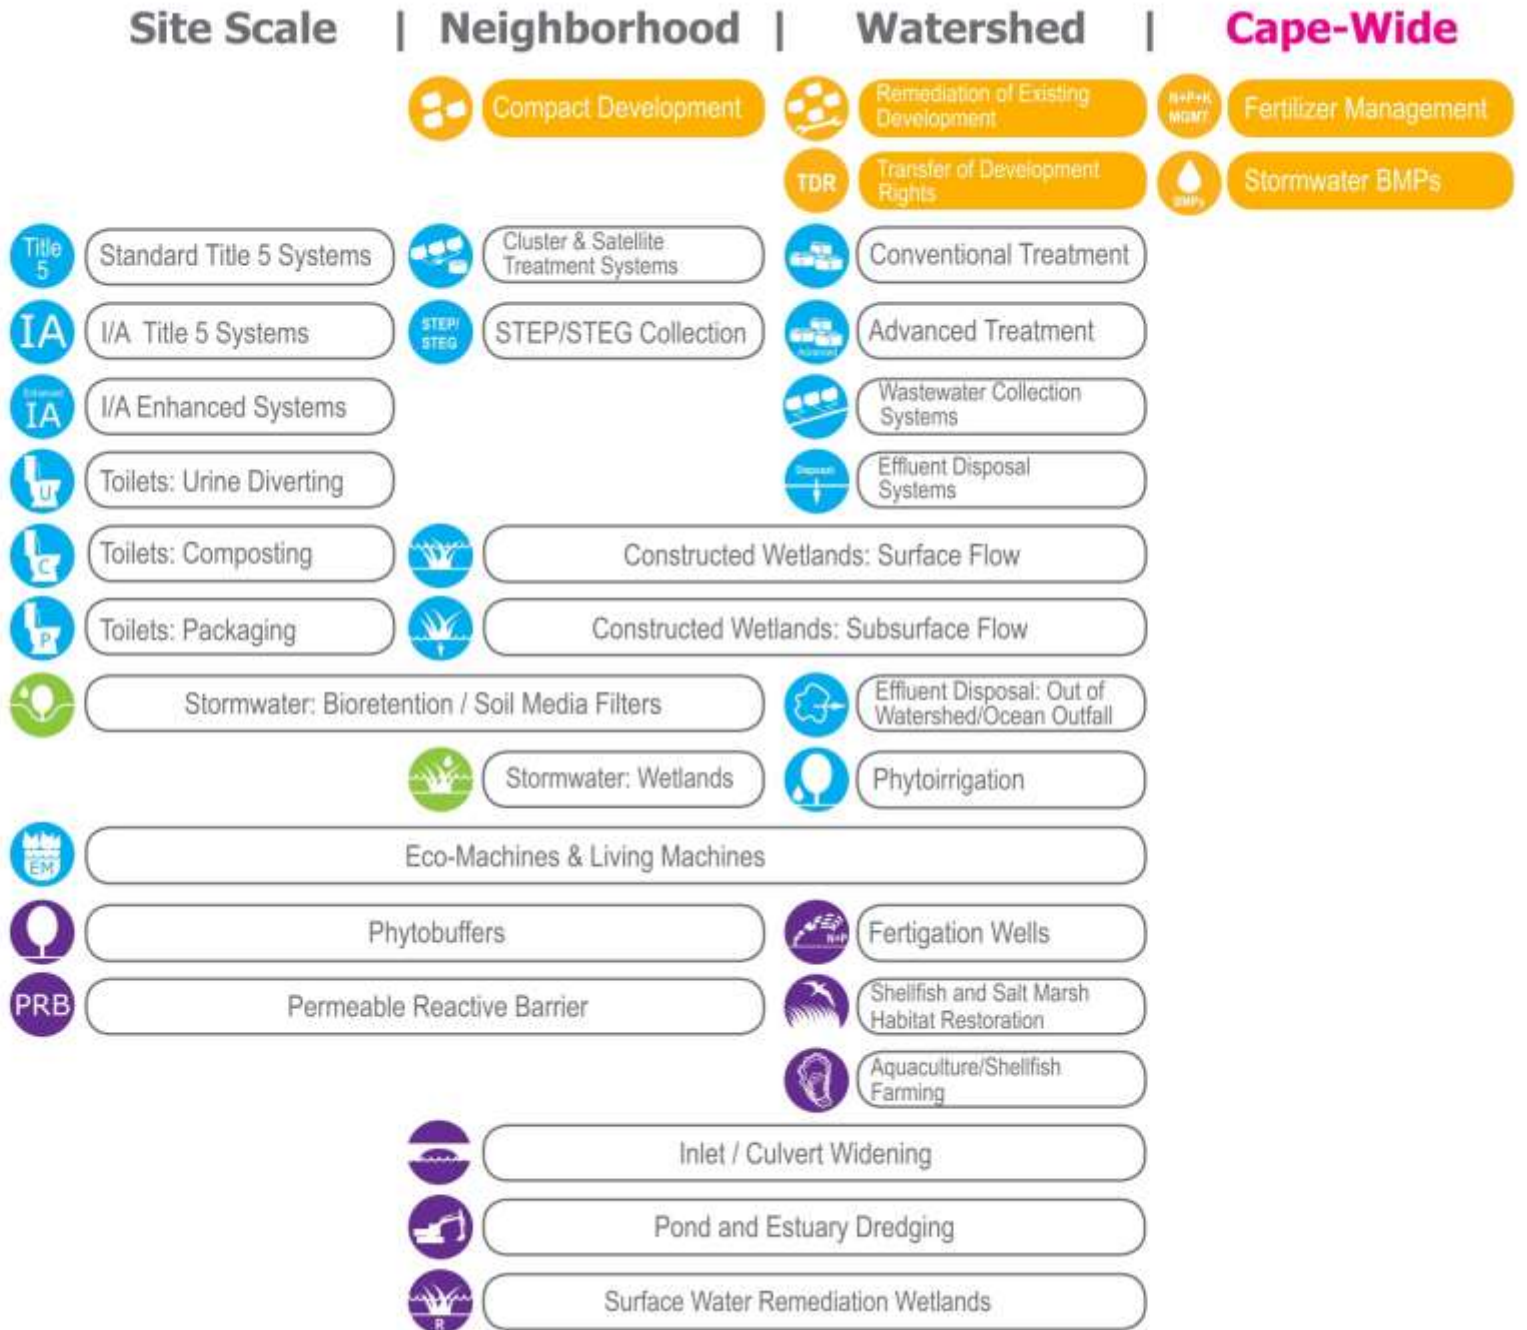 Site Scale | Neighborhood | Watershed | Cape-Wide
Compact Development
Remediation of Existing
Development
N+P+K
MGMT
Fertilizer Management
TDR
Transfer of Development
Rights
BMPs
Stormwater BMPs
Title
5
Standard Title 5 Systems
Cluster & Satellite
Treatment Systems
Conventional Treatment
IA
I/A Title 5 Systems
STEP/
STEG
STEP/STEG Collection
Advanced
Advanced Treatment
Enhanced
IA
I/A Enhanced Systems
Wastewater Collection
Systems
U
Toilets: Urine Diverting
Disposal
Effluent Disposal
Systems
C
Toilets: Composting
Constructed Wetlands: Surface Flow
P
Toilets: Packaging
Constructed Wetlands: Subsurface Flow
Stormwater: Bioretention / Soil Media Filters
Effluent Disposal: Out of
Watershed/Ocean Outfall
Stormwater: Wetlands
Phytoirrigation
EM
Eco-Machines & Living Machines
Phytobuffers
N+P
Fertigation Wells
PRB
Permeable Reactive Barrier
Shellfish and Salt Marsh
Habitat Restoration
Aquaculture/Shellfish
Farming
Inlet / Culvert Widening
Pond and Estuary Dredging
R
Surface Water Remediation Wetlands